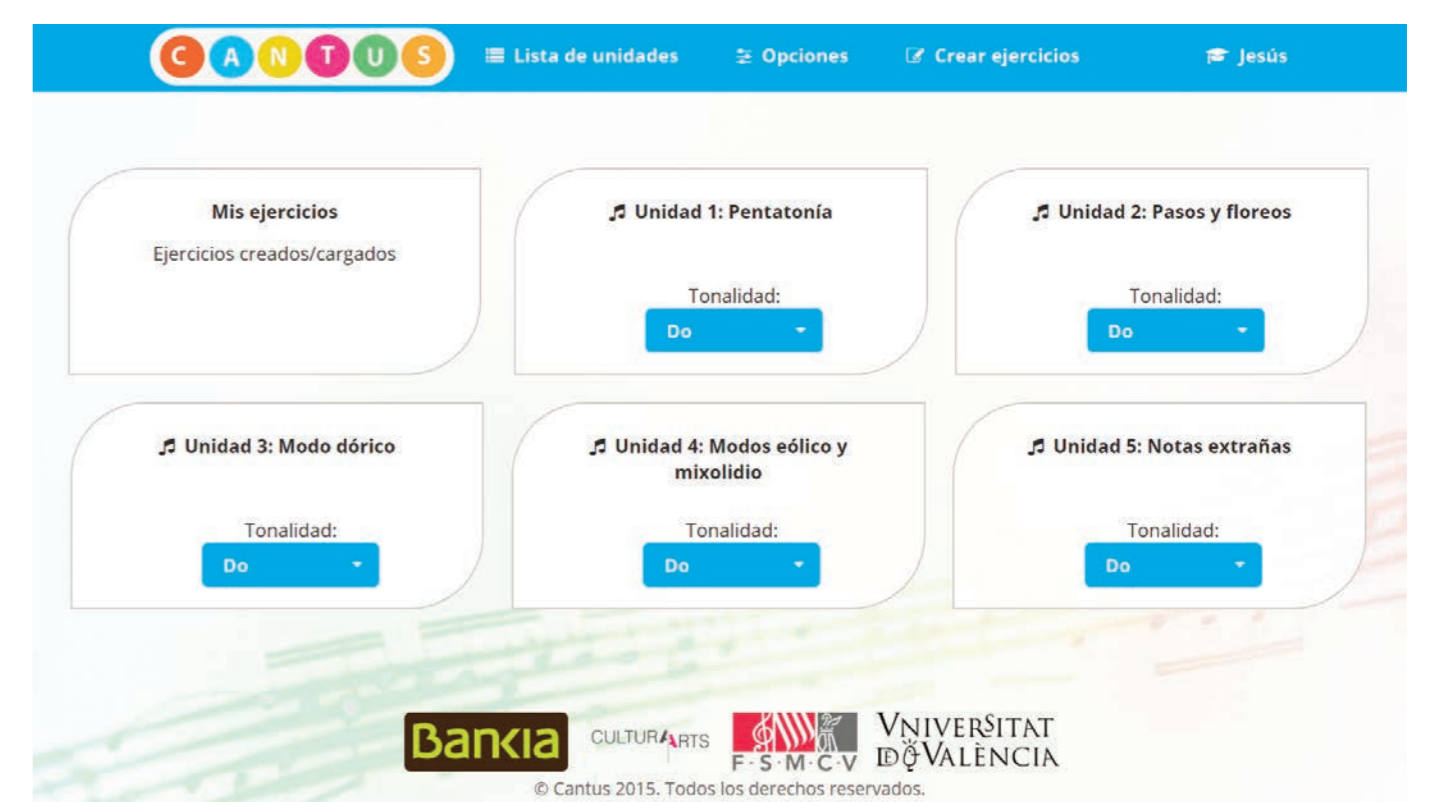 CANTUS
Lista de unidades
Opciones
Crear ejercicios
Jesús
Mis ejercicios
Ejercicios creados/cargados
Unidad 1: Pentatonía
Tonalidad:
Do
Unidad 2: Pasos y floreos
Tonalidad:
Do
Unidad 3: Modo dórico
Tonalidad:
Do
Unidad 4: Modos eólico y
mixolidio
Tonalidad:
Do
Unidad 5: Notas extrañas
Tonalidad:
Do
Bankia
CULTURARTS
F·S·M·C·V
VNIVERSITAT
DE VALÈNCIA
© Cantus 2015. Todos los derechos reservados.